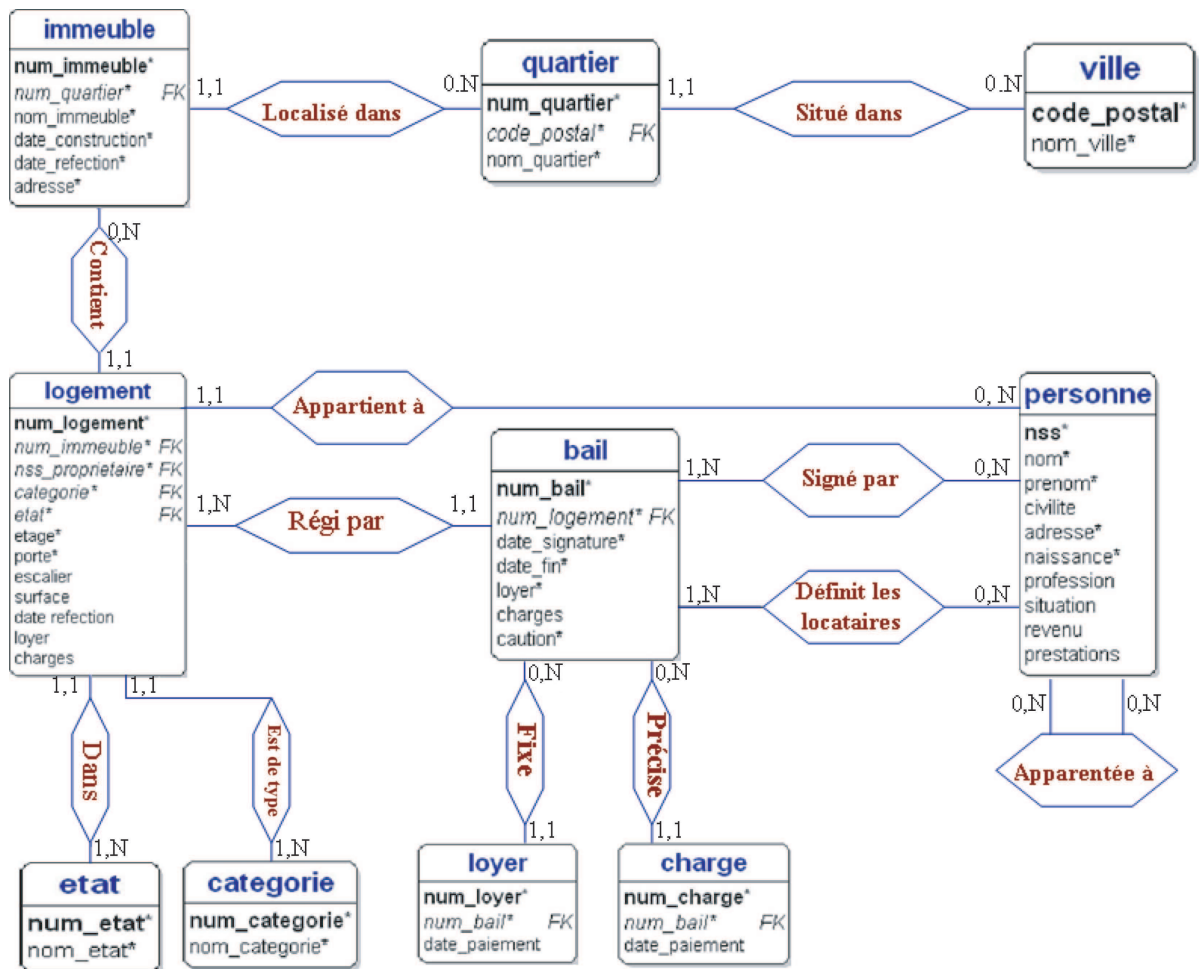 immeuble
num_immeuble*
num_quartier* FK
nom_immeuble*
date_construction*
date_refection*
adresse*
1,1
Localisé dans
0.N
quartier
num_quartier*
code_postal* FK
nom_quartier*
1,1
Situé dans
0.N
ville
code_postal*
nom_ville*
0,N
Contient
1,1
logement
num_logement*
num_immeuble* FK
nss_proprietaire* FK
categorie* FK
etat* FK
etage*
porte*
escalier
surface
date refection
loyer
charges
1,1
Appartient à
0, N
personne
nss*
nom*
prenom*
civilite
adresse*
naissance*
profession
situation
revenu
prestations
1,N
Régi par
1,1
bail
num_bail*
num_logement* FK
date_signature*
date_fin*
loyer*
charges
caution*
1,N
Signé par
0,N
1,N
Définit les
locataires
0,N
0,N
0,N
Apparentée à
1,1
Dans
1,N
etat
num_etat*
nom_etat*
1,1
Est de type
1,N
categorie
num_categorie*
nom_categorie*
0,N
Fixe
1,1
loyer
num_loyer*
num_bail* FK
date_paiement
0,N
Précise
1,1
charge
num_charge*
num_bail* FK
date_paiement